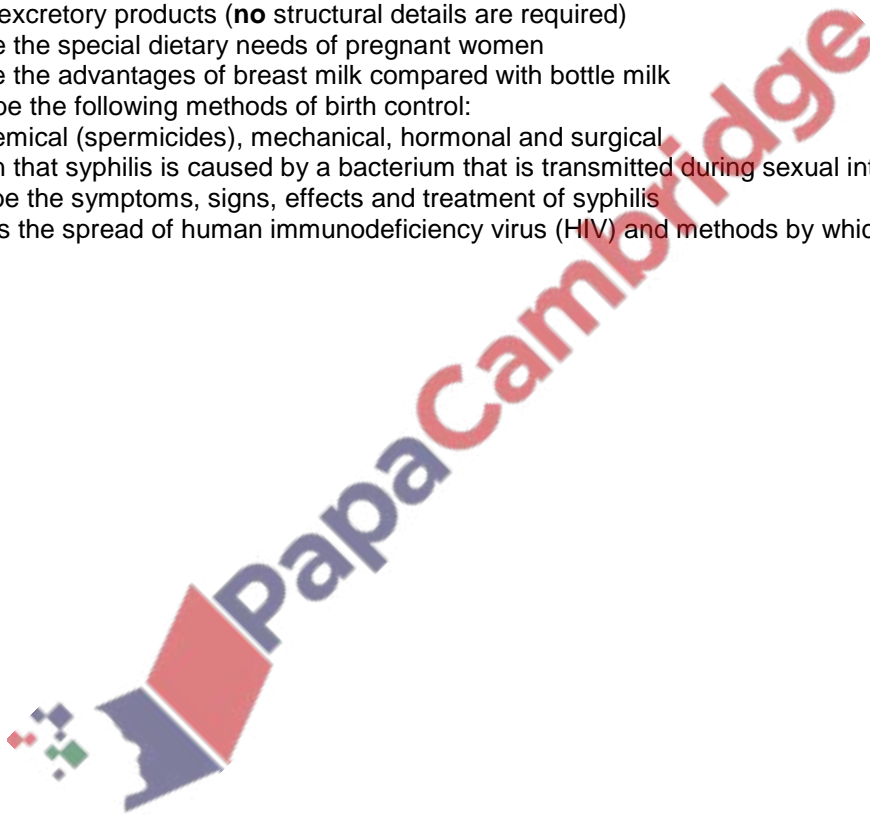 excretory products (no structural details are required)
e the special dietary needs of pregnant women
e the advantages of breast milk compared with bottle milk
be the following methods of birth control:
emical (spermicides), mechanical, hormonal and surgical
n that syphilis is caused by a bacterium that is transmitted during sexual int
be the symptoms, signs, effects and treatment of syphilis
s the spread of human immunodeficiency virus (HIV) and methods by whic
PapaCambridge